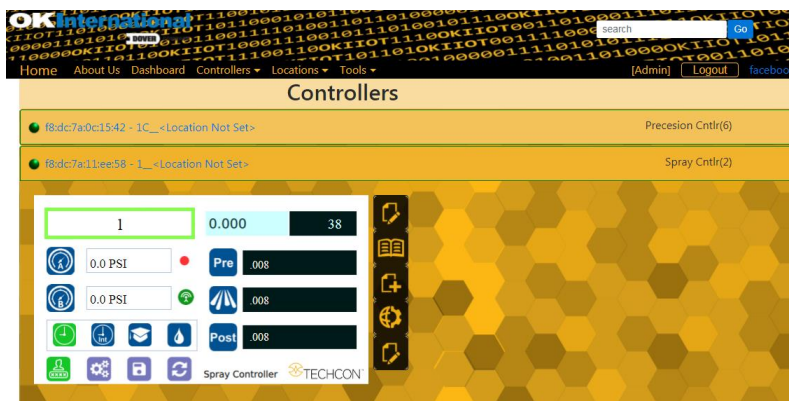 OK International
DOVER
search
Go
Home About Us Dashboard Controllers Locations Tools [Admin] Logout faceboo
Controllers
f8:dc:7a:0c:15:42 - 1C__<Location Not Set> Precesion Cntlr(6)
f8:dc:7a:11:ee:58 - 1__<Location Not Set> Spray Cntlr(2)
1 0.000 38
A 0.0 PSI Pre .008
B 0.0 PSI .008
Int Post .008
Spray Controller TECHCON